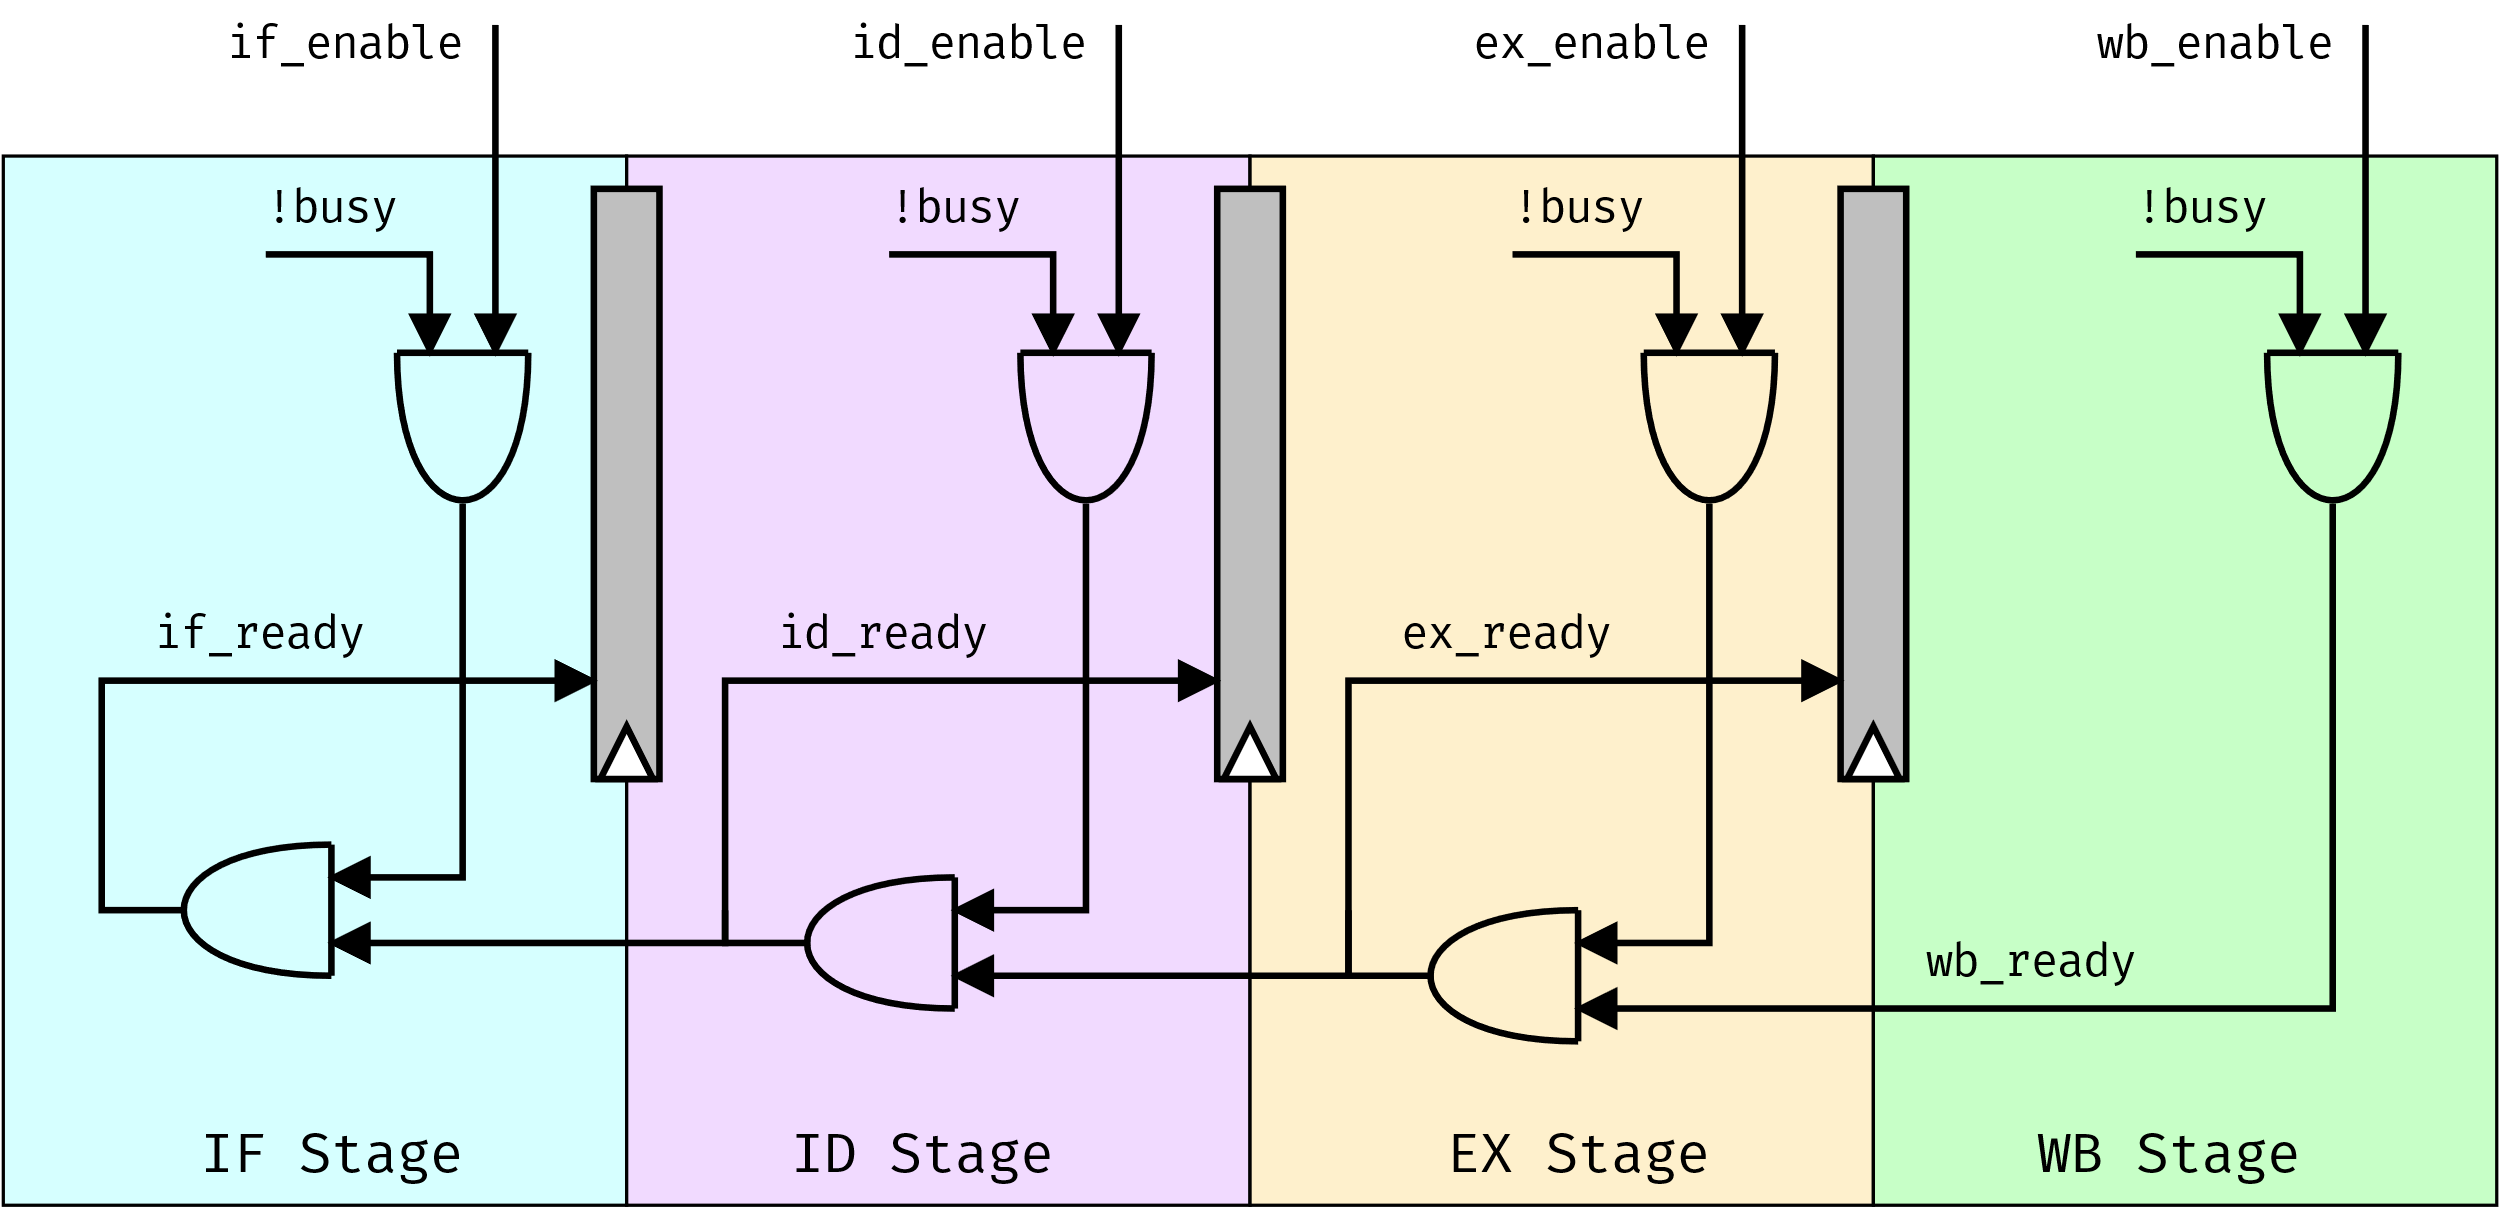 if_enable
id_enable
ex_enable
wb_enable
!busy
!busy
!busy
!busy
if_ready
id_ready
ex_ready
wb_ready
IF Stage
ID Stage
EX Stage
WB Stage